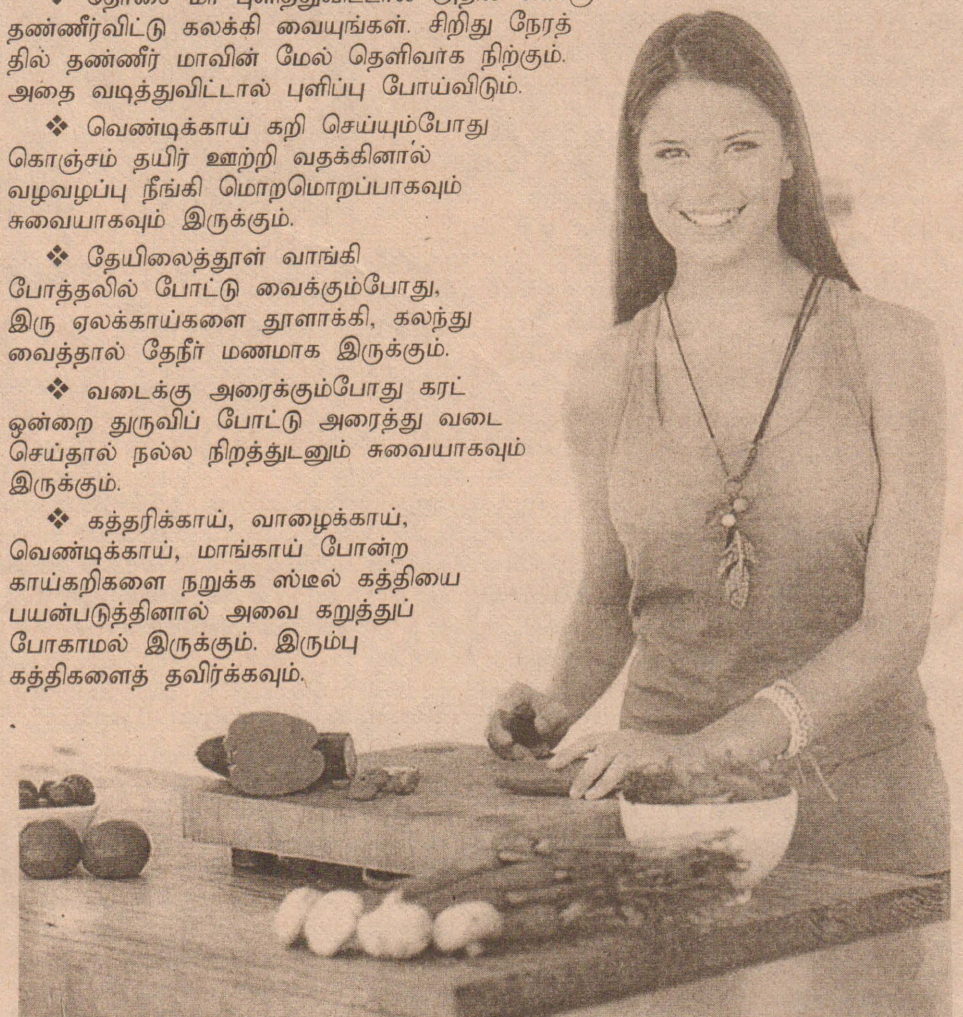 ❖ தோசை மா புளித்துவிட்டால் அதில்
தண்ணீர்விட்டு கலக்கி வையுங்கள். சிறிது நேரத்
தில் தண்ணீர் மாவின் மேல் தெளிவாக நிற்கும்.
அதை வடித்துவிட்டால் புளிப்பு போய்விடும்.
❖ வெண்டிக்காய் கறி செய்யும்போது
கொஞ்சம் தயிர் ஊற்றி வதக்கினால்
வழவழப்பு நீங்கி மொறமொறப்பாகவும்
சுவையாகவும் இருக்கும்.
❖ தேயிலைத்தூள் வாங்கி
போத்தலில் போட்டு வைக்கும்போது,
இரு ஏலக்காய்களை தூளாக்கி, கலந்து
வைத்தால் தேநீர் மணமாக இருக்கும்.
❖ வடைக்கு அரைக்கும்போது கரட்
ஒன்றை துருவிப் போட்டு அரைத்து வடை
செய்தால் நல்ல நிறத்துடனும் சுவையாகவும்
இருக்கும்.
❖ கத்தரிக்காய், வாழைக்காய்,
வெண்டிக்காய், மாங்காய் போன்ற
காய்கறிகளை நறுக்க ஸ்டீல் கத்தியை
பயன்படுத்தினால் அவை கறுத்துப்
போகாமல் இருக்கும். இரும்பு
கத்திகளைத் தவிர்க்கவும்.